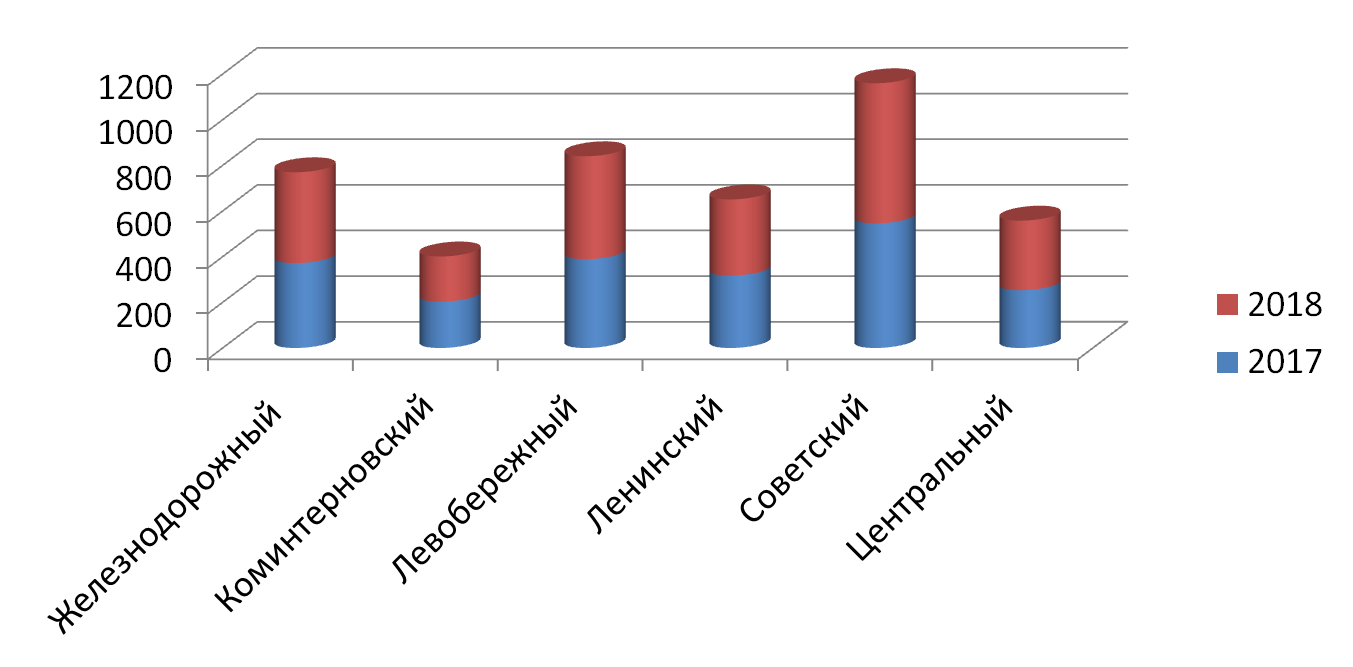 1200
1000
800
600
400
200
0
Железнодорожный
Коминтерновский
Левобережный
Ленинский
Советский
Центральный
2018
2017